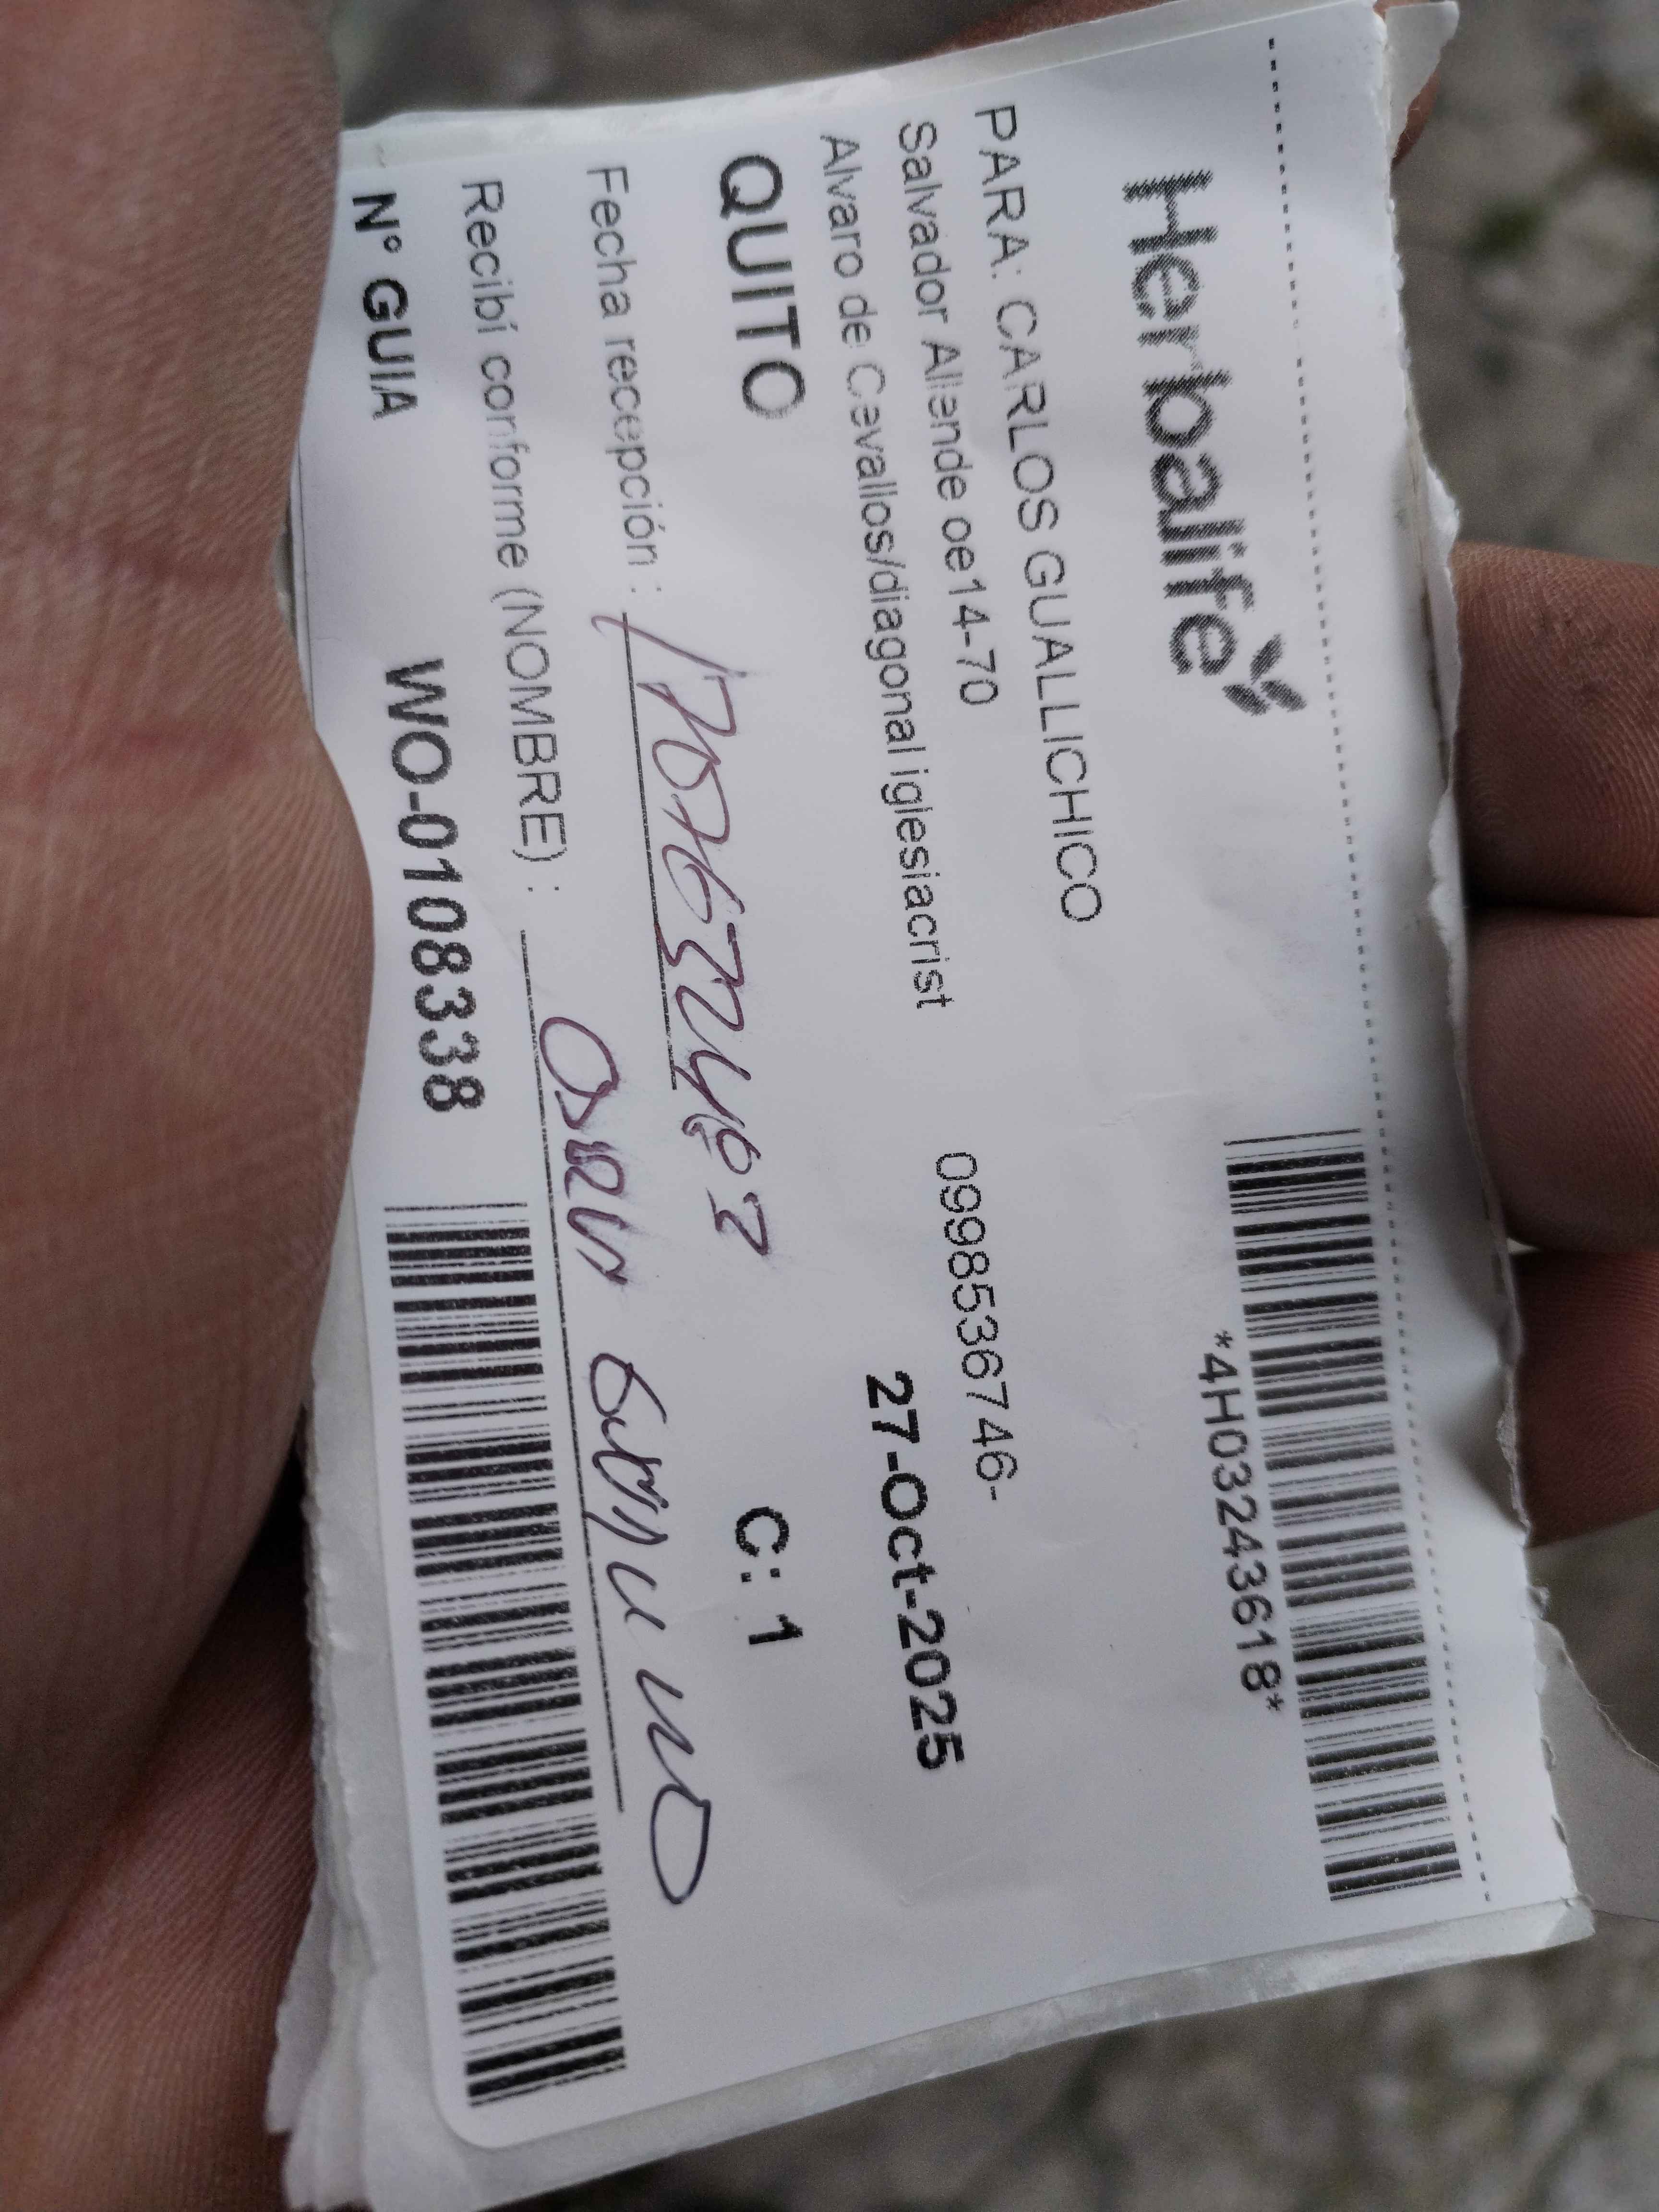 Herbalife
*4H03243618*
PARA: CARLOS GUALLICHICO
Salvador Allende oe14-70 0998536746-
Alvaro de Cevallos/diagonal iglesiacrist
27-Oct-2025
QUITO C: 1
Fecha recepción :
Recibí conforme (NOMBRE) :
N° GUIA WO-0108338